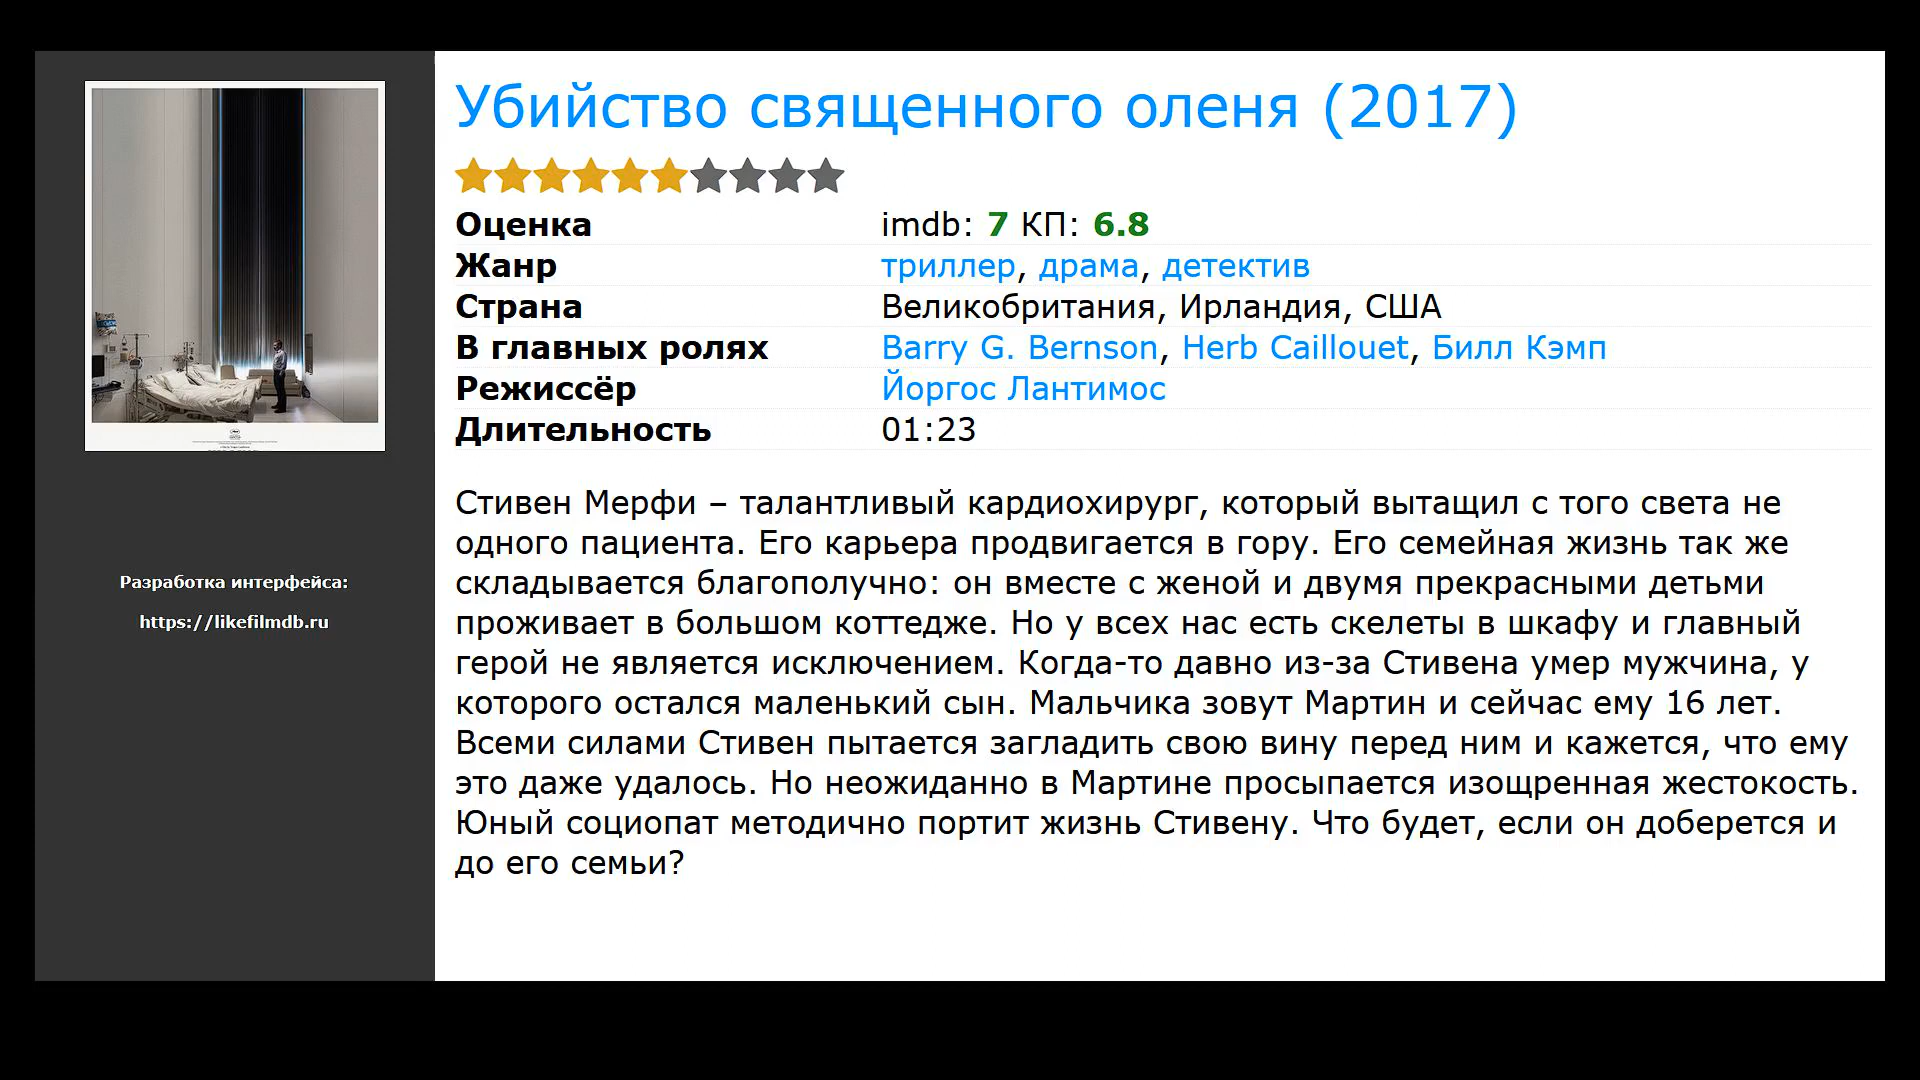 Убийство священного оленя (2017)
Оценка imdb: 7 КП: 6.8
Жанр триллер, драма, детектив
Страна Великобритания, Ирландия, США
В главных ролях Barry G. Bernson, Herb Caillouet, Билл Кэмп
Режиссёр Йоргос Лантимос
Длительность 01:23
Стивен Мерфи – талантливый кардиохирург, который вытащил с того света не
одного пациента. Его карьера продвигается в гору. Его семейная жизнь так же
складывается благополучно: он вместе с женой и двумя прекрасными детьми
проживает в большом коттедже. Но у всех нас есть скелеты в шкафу и главный
герой не является исключением. Когда-то давно из-за Стивена умер мужчина, у
которого остался маленький сын. Мальчика зовут Мартин и сейчас ему 16 лет.
Всеми силами Стивен пытается загладить свою вину перед ним и кажется, что ему
это даже удалось. Но неожиданно в Мартине просыпается изощренная жестокость.
Юный социопат методично портит жизнь Стивену. Что будет, если он доберется и
до его семьи?
Разработка интерфейса:
https://likefilmdb.ru